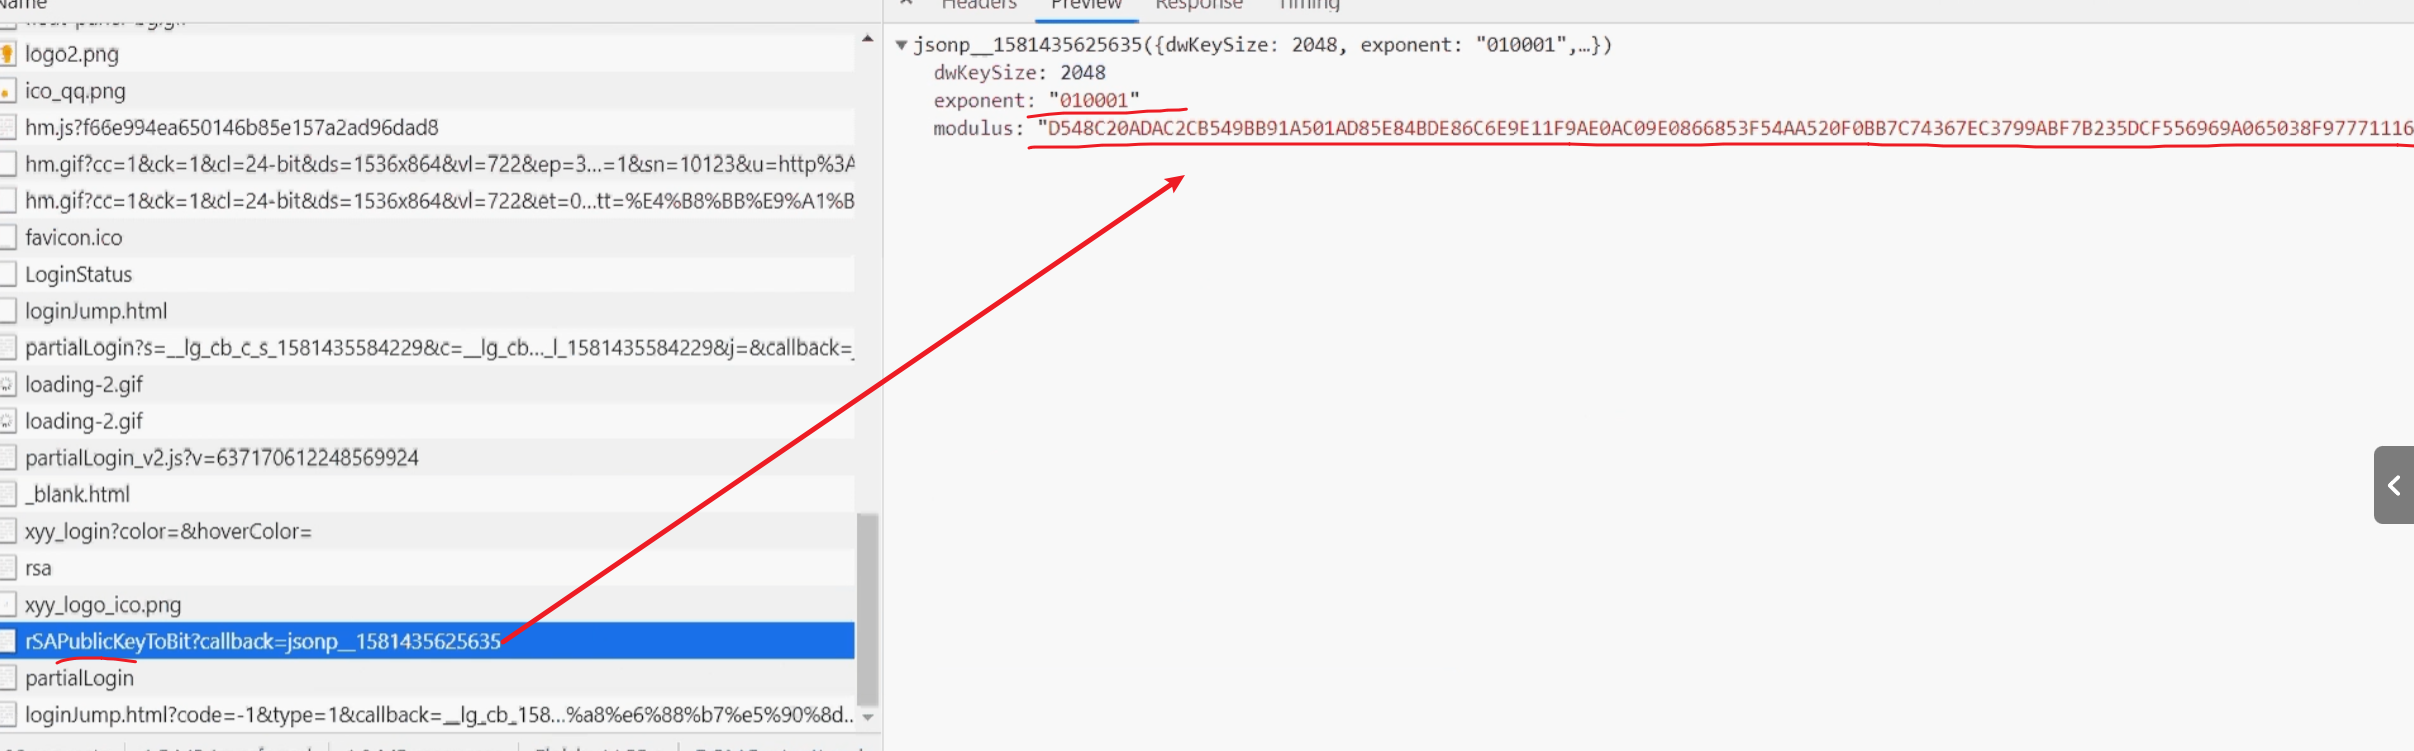 Name
logo2.png
ico_qq.png
hm.js?f66e994ea650146b85e157a2ad96dad8
hm.gif?cc=1&ck=1&cl=24-bit&ds=1536x864&vl=722&ep=3...=1&sn=10123&u=http%3A
hm.gif?cc=1&ck=1&cl=24-bit&ds=1536x864&vl=722&et=0...tt=%E4%B8%BB%E9%A1%B
favicon.ico
LoginStatus
loginJump.html
partialLogin?s=__lg_cb_c_s_1581435584229&c=__lg_cb..._l_1581435584229&j=&callback=
loading-2.gif
loading-2.gif
partialLogin_v2.js?v=637170612248569924
_blank.html
xyy_login?color=&hoverColor=
rsa
xyy_logo_ico.png
rSAPublicKeyToBit?callback=jsonp__1581435625635
partialLogin
loginJump.html?code=-1&type=1&callback=__lg_cb_158...%a8%e6%88%b7%e5%90%8d..
Headers Preview Response Timing
jsonp__1581435625635({dwKeySize: 2048, exponent: "010001",…})
dwKeySize: 2048
exponent: "010001"
modulus: "D548C20ADAC2CB549BB91A501AD85E84BDE86C6E9E11F9AE0AC09E0866853F54AA520F0BB7C74367EC3799ABF7B235DCF556969A065038F97771116